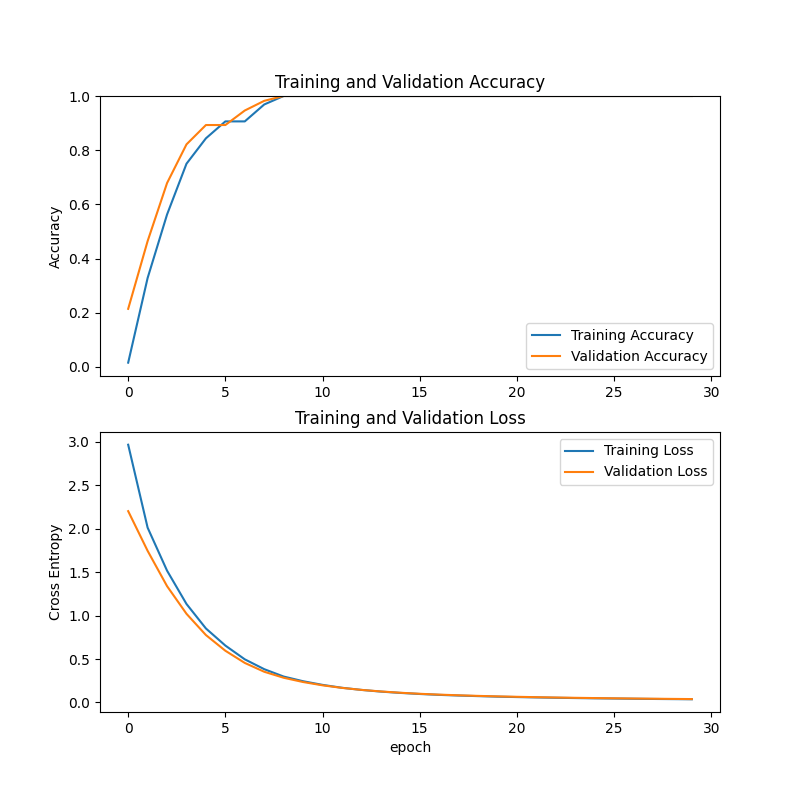 Training and Validation Accuracy
Accuracy
1.0
0.8
0.6
0.4
0.2
0.0
Training Accuracy
Validation Accuracy
0 5 10 15 20 25 30
Training and Validation Loss
Cross Entropy
3.0
2.5
2.0
1.5
1.0
0.5
0.0
Training Loss
Validation Loss
0 5 10 15 20 25 30
epoch